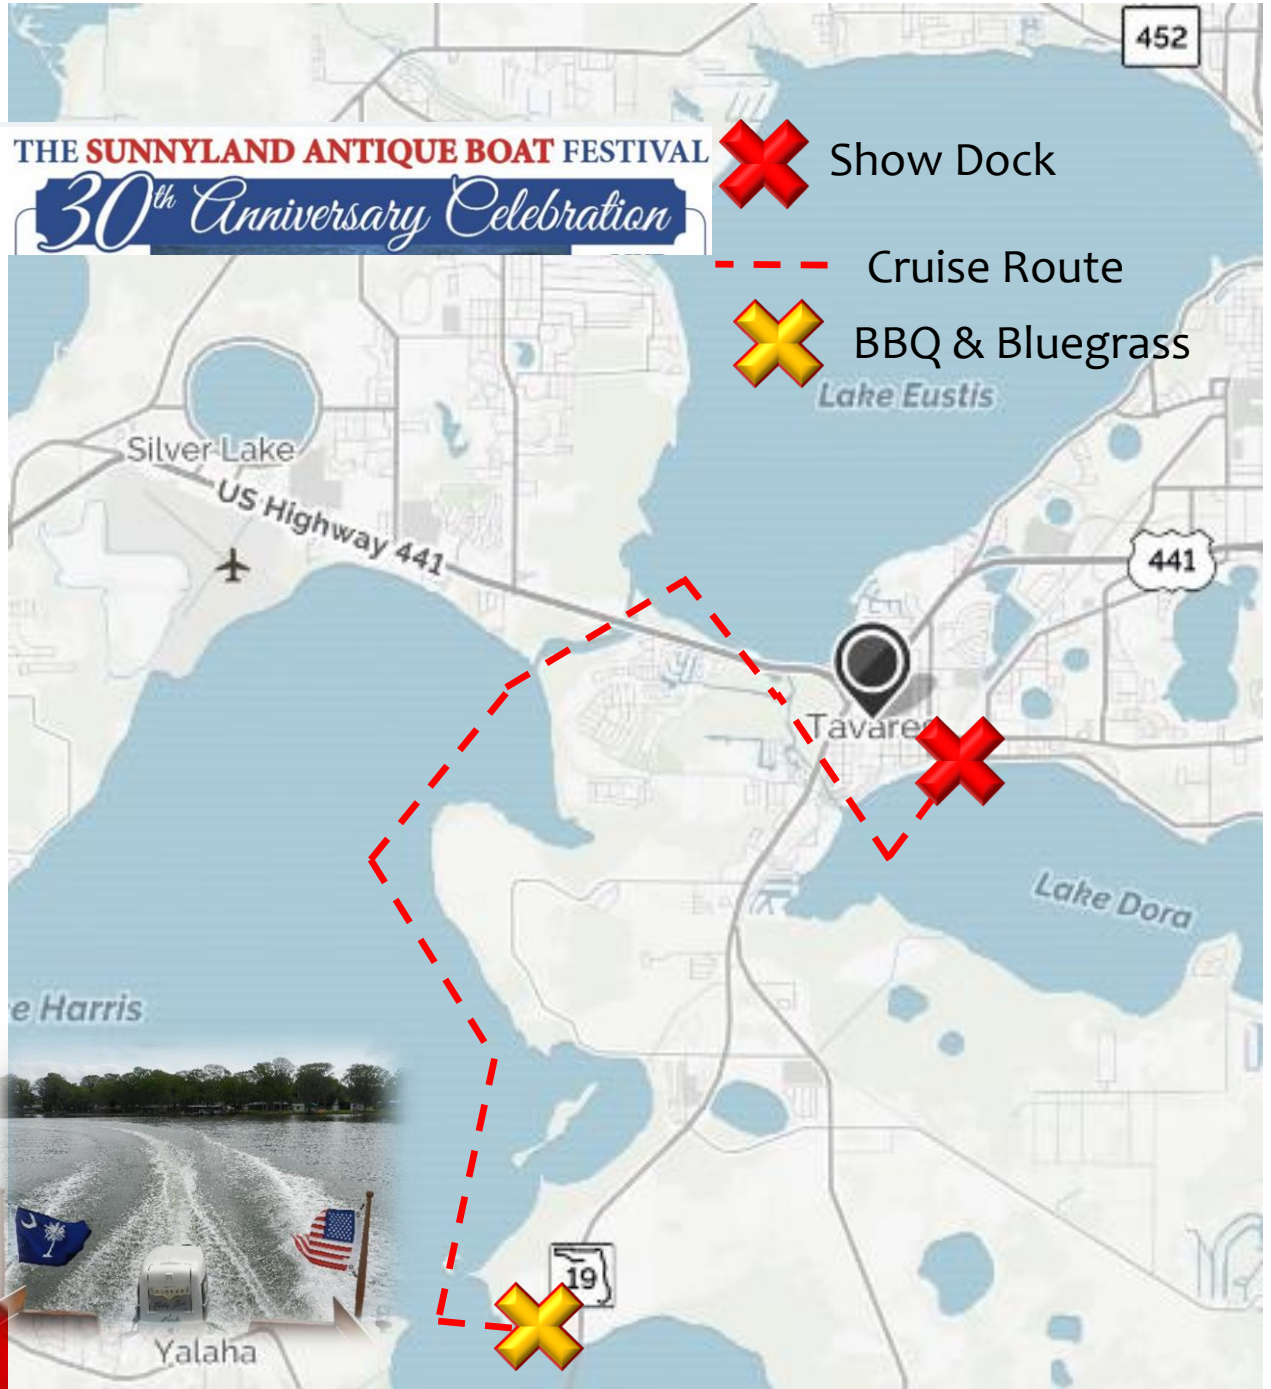 452
THE SUNNYLAND ANTIQUE BOAT FESTIVAL
30th Anniversary Celebration
Show Dock
Cruise Route
BBQ & Bluegrass
Lake Eustis
Silver Lake
US Highway 441
441
Tavares
Lake Dora
e Harris
19
Yalaha